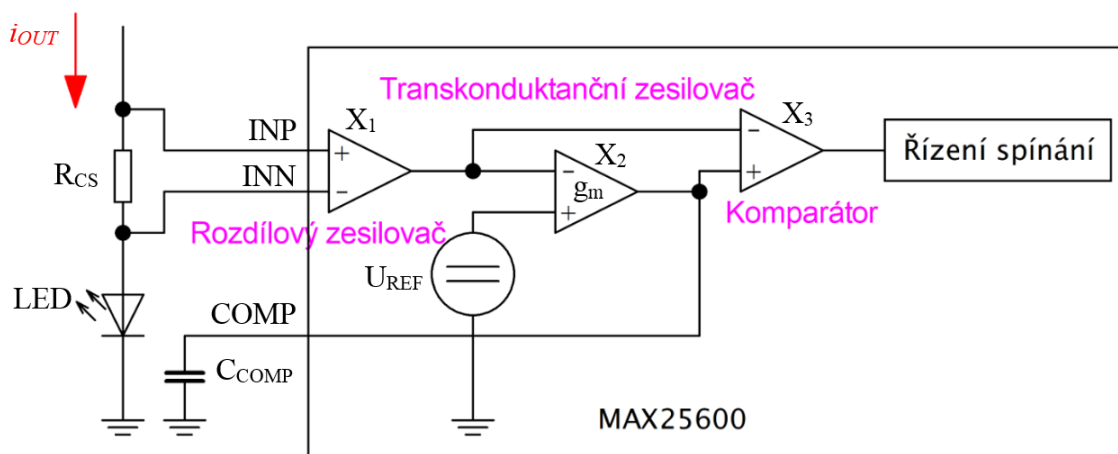 iOUT
Transkonduktanční zesilovač
X1
X3
INP
+
-
X2
-
Řízení spínání
RCS
INN
-
gm
+
+
Komparátor
Rozdílový zesilovač
UREF
LED
COMP
CCOMP
MAX25600